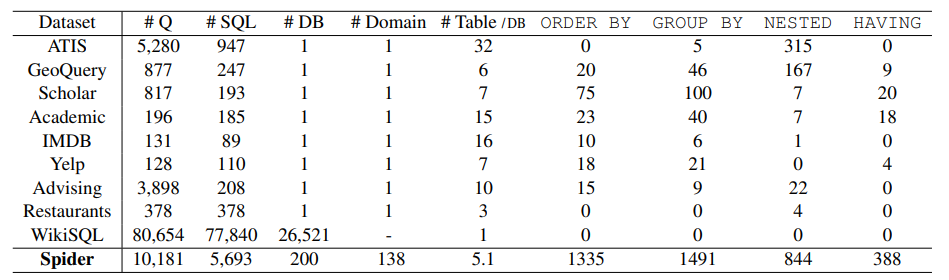 Dataset # Q # SQL # DB # Domain # Table /DB ORDER BY GROUP BY NESTED HAVING
ATIS 5,280 947 1 1 32 0 5 315 0
GeoQuery 877 247 1 1 6 20 46 167 9
Scholar 817 193 1 1 7 75 100 7 20
Academic 196 185 1 1 15 23 40 7 18
IMDB 131 89 1 1 16 10 6 1 0
Yelp 128 110 1 1 7 18 21 0 4
Advising 3,898 208 1 1 10 15 9 22 0
Restaurants 378 378 1 1 3 0 0 4 0
WikiSQL 80,654 77,840 26,521 - 1 0 0 0 0
Spider 10,181 5,693 200 138 5.1 1335 1491 844 388